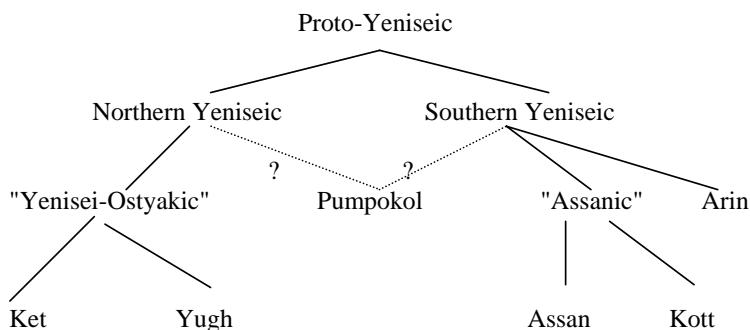 Proto-Yeniseic
Northern Yeniseic Southern Yeniseic
? ?
"Yenisei-Ostyakic" Pumpokol "Assanic" Arin
Ket Yugh Assan Kott